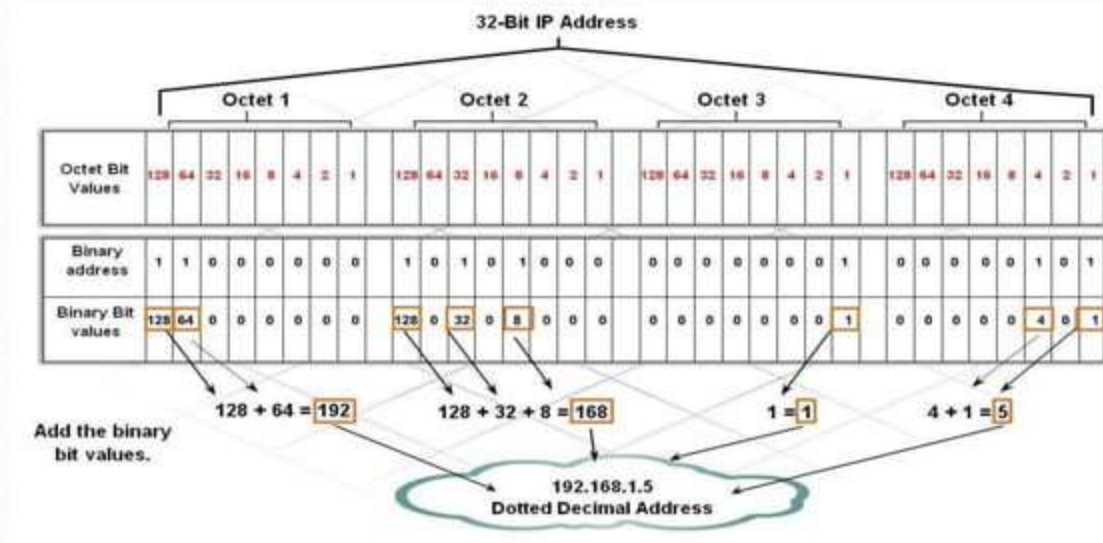 32-Bit IP Address
Octet 1 Octet 2 Octet 3 Octet 4
Octet Bit Values 128 64 32 16 8 4 2 1 128 64 32 16 8 4 2 1 128 64 32 16 8 4 2 1 128 64 32 16 8 4 2 1
Binary address 1 1 0 0 0 0 0 0 1 0 1 0 1 0 0 0 0 0 0 0 0 0 0 1 0 0 0 0 0 1 0 1
Binary Bit values 128 64 0 0 0 0 0 0 128 0 32 0 8 0 0 0 0 0 0 0 0 0 0 1 0 0 0 0 0 4 0 1
128 + 64 = 192 128 + 32 + 8 = 168 1 = 1 4 + 1 = 5
Add the binary
bit values.
192.168.1.5
Dotted Decimal Address